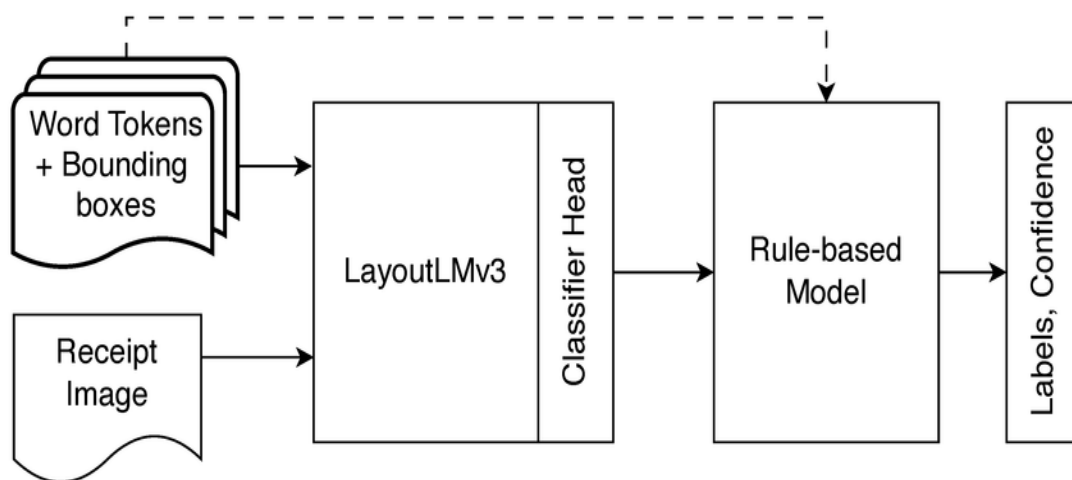 Word Tokens
+ Bounding
boxes
Receipt
Image
LayoutLMv3
Classifier Head
Rule-based
Model
Labels, Confidence